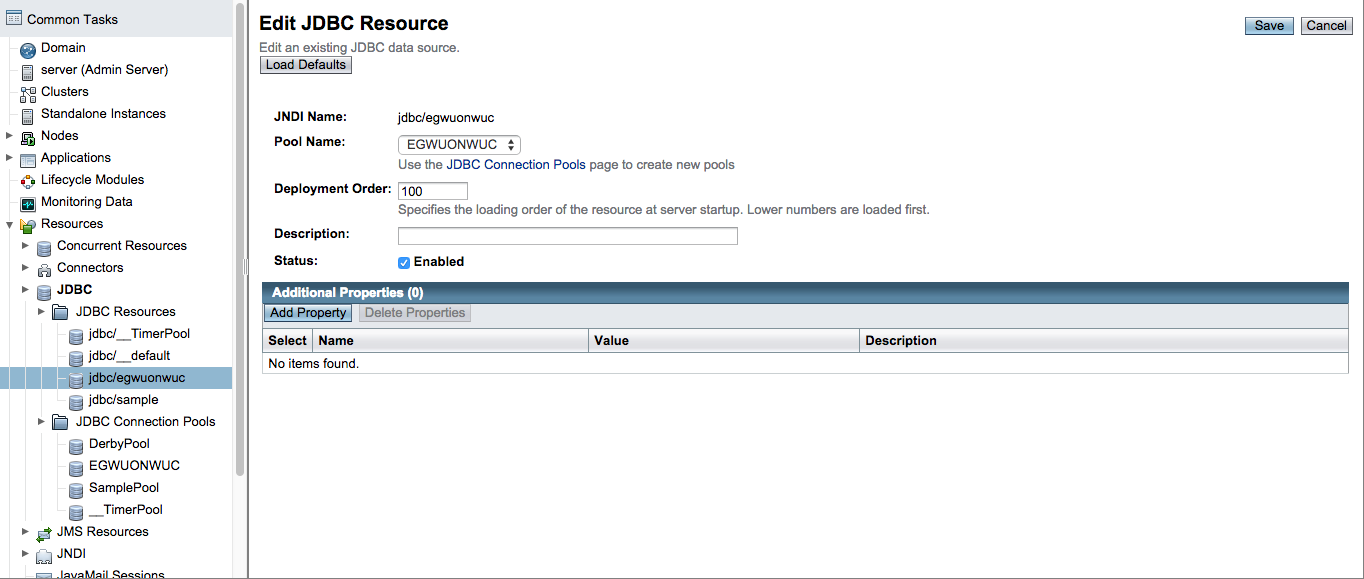 Common Tasks
Domain
server (Admin Server)
Clusters
Standalone Instances
Nodes
Applications
Lifecycle Modules
Monitoring Data
Resources
Concurrent Resources
Connectors
JDBC
JDBC Resources
jdbc/__TimerPool
jdbc/__default
jdbc/egwuonwuc
jdbc/sample
JDBC Connection Pools
DerbyPool
EGWUONWUC
SamplePool
__TimerPool
JMS Resources
JNDI
JavaMail Sessions
Edit JDBC Resource
Save Cancel
Edit an existing JDBC data source.
Load Defaults
JNDI Name: jdbc/egwuonwuc
Pool Name: EGWUONWUC
Use the JDBC Connection Pools page to create new pools
Deployment Order: 100
Specifies the loading order of the resource at server startup. Lower numbers are loaded first.
Description:
Status: Enabled
Additional Properties (0)
Add Property Delete Properties
Select Name Value Description
No items found.